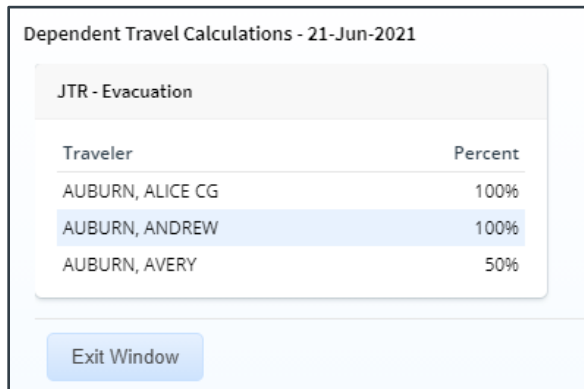 Dependent Travel Calculations - 21-Jun-2021
JTR - Evacuation
Traveler Percent
AUBURN, ALICE CG 100%
AUBURN, ANDREW 100%
AUBURN, AVERY 50%
Exit Window